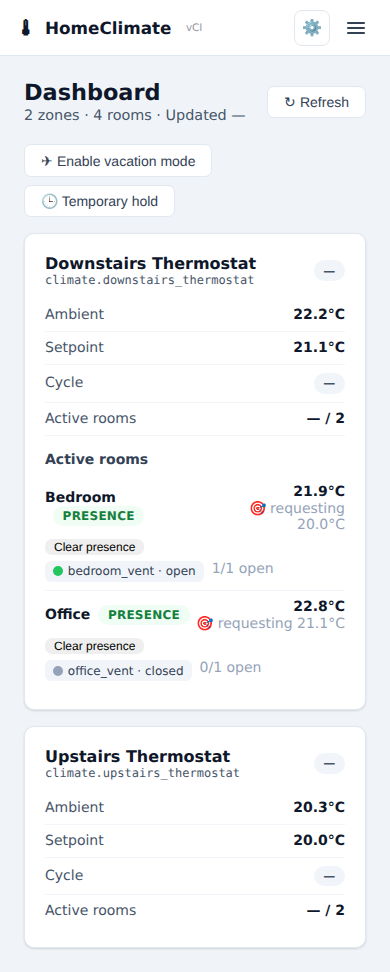 HomeClimate vCI
Dashboard
2 zones · 4 rooms · Updated —
↻ Refresh
✈ Enable vacation mode
🕒 Temporary hold
Downstairs Thermostat
—
climate.downstairs_thermostat
Ambient 22.2°C
Setpoint 21.1°C
Cycle —
Active rooms — / 2
Active rooms
Bedroom 21.9°C
PRESENCE
🎯 requesting
20.0°C
Clear presence
bedroom_vent · open 1/1 open
Office PRESENCE 22.8°C
🎯 requesting 21.1°C
Clear presence
office_vent · closed 0/1 open
Upstairs Thermostat
—
climate.upstairs_thermostat
Ambient 20.3°C
Setpoint 20.0°C
Cycle —
Active rooms — / 2